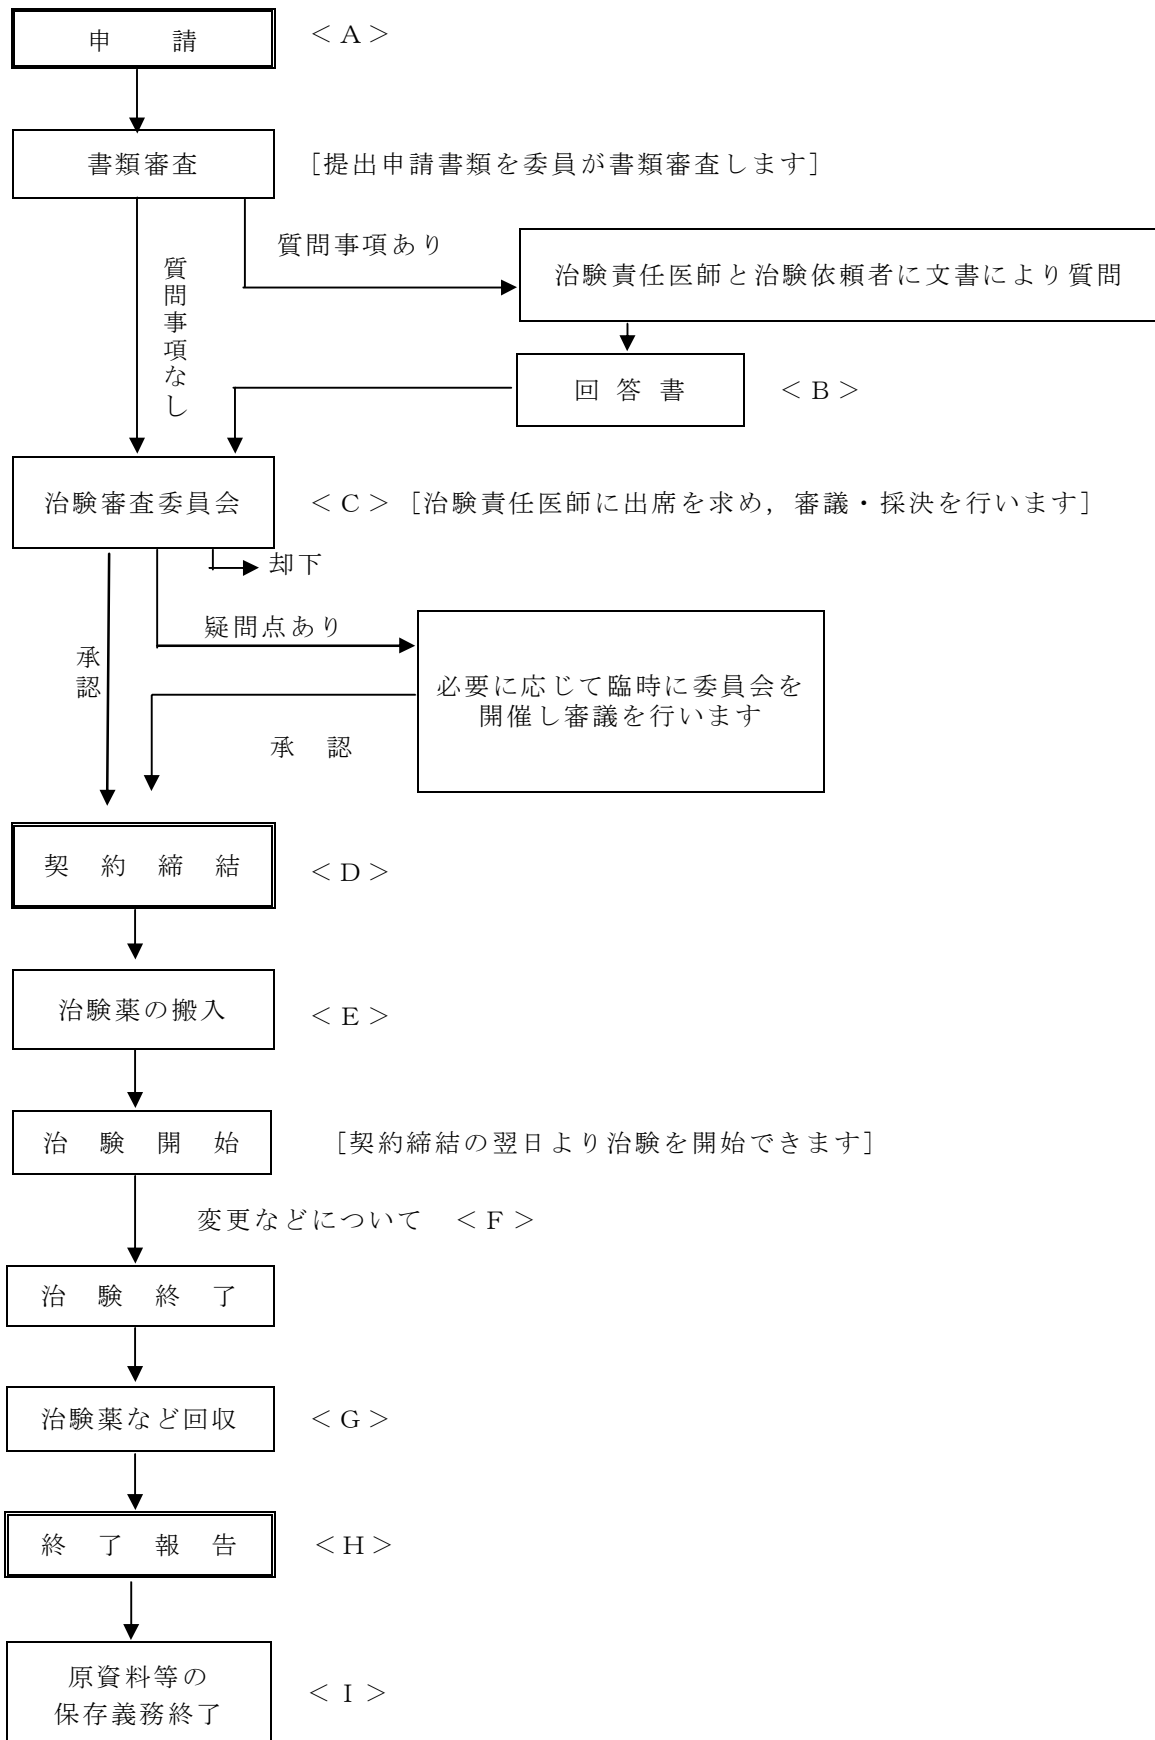 申　　請　＜A＞
書類審査　［提出申請書類を委員が書類審査します］
質問事項あり
質問事項なし
治験責任医師と治験依頼者に文書により質問
回 答 書　＜B＞
治験審査委員会　＜C＞［治験責任医師に出席を求め，審議・採決を行います］
却下
疑問点あり
承認
必要に応じて臨時に委員会を
開催し審議を行います
承　認
契　約　締　結　＜D＞
治験薬の搬入　＜E＞
治　験　開　始　［契約締結の翌日より治験を開始できます］
変更などについて　＜F＞
治　験　終　了
治験薬など回収　＜G＞
終　了　報　告　＜H＞
原資料等の
保存義務終了　＜I＞